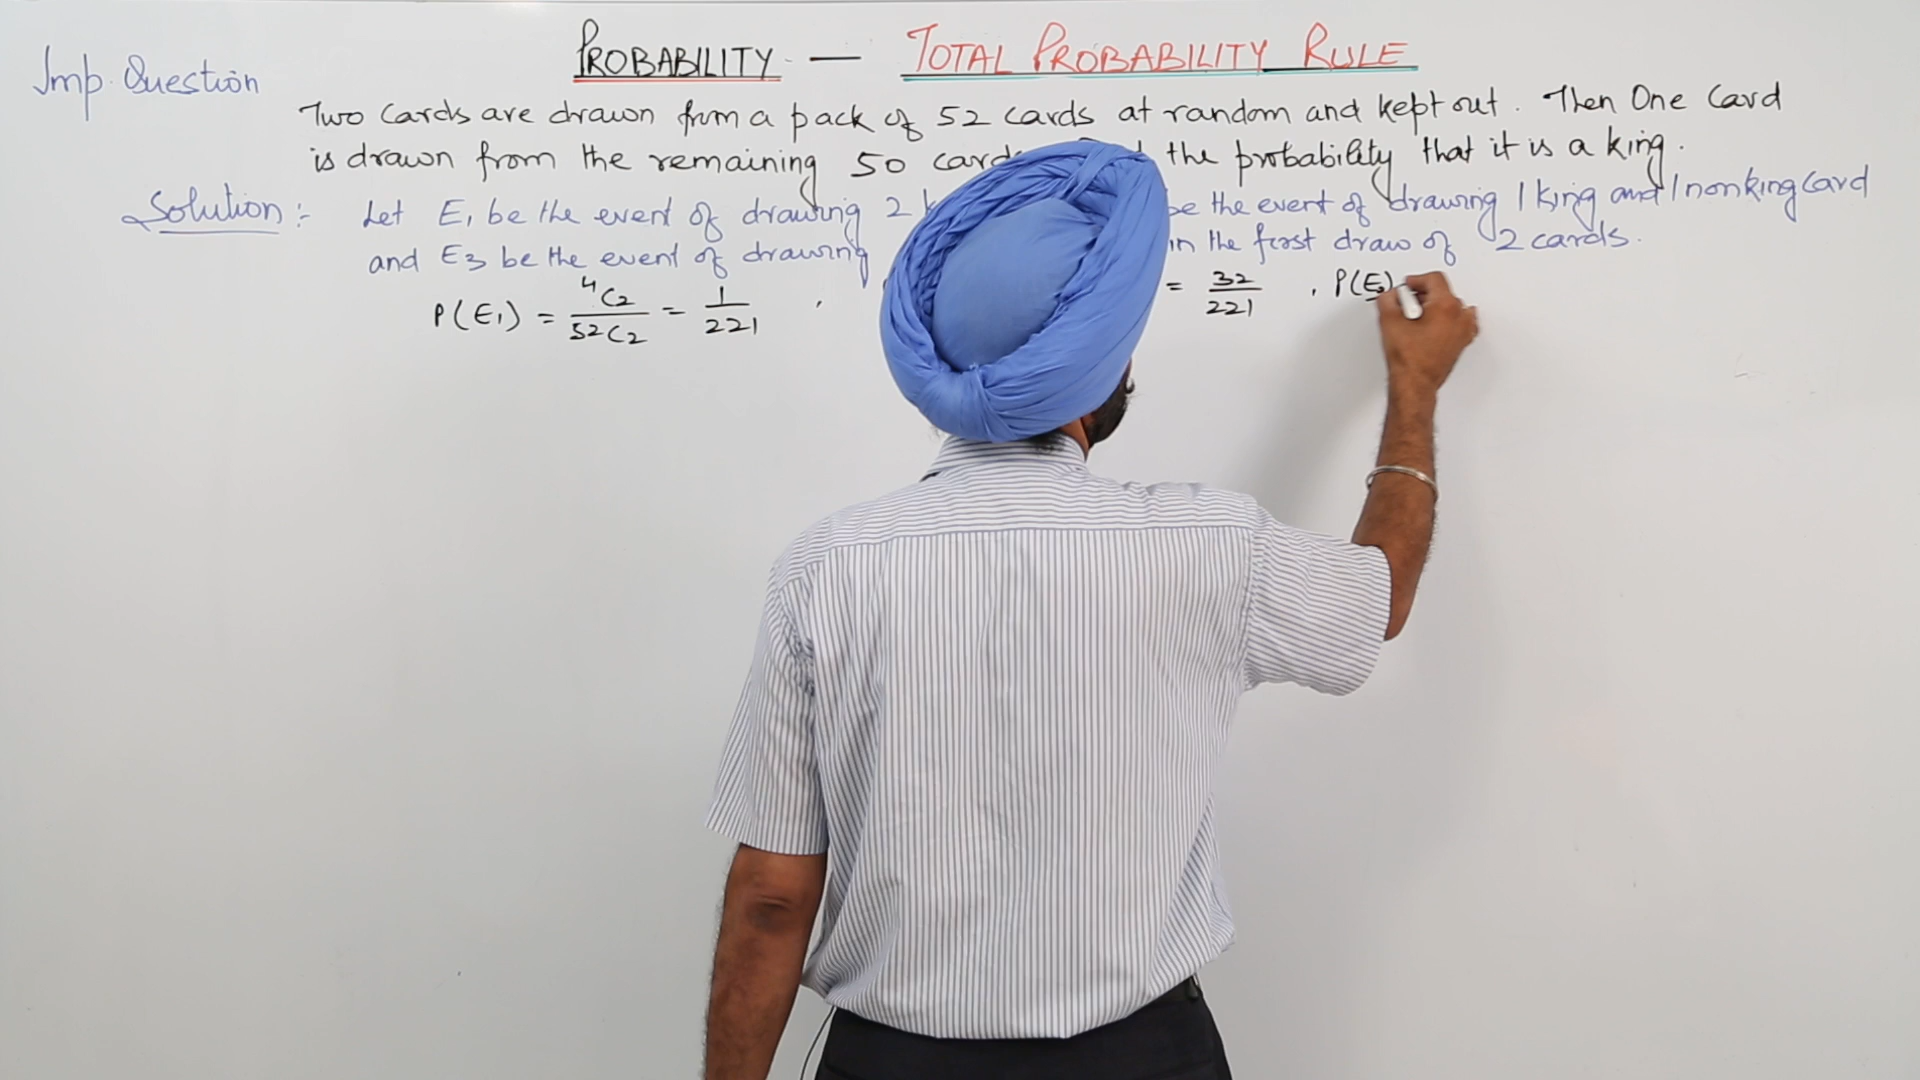 PROBABILITY — TOTAL PROBABILITY RULE
Imp. Question
Two cards are drawn from a pack of 52 cards at random and kept out. Then One Card
is drawn from the remaining 50 cards the probability that it is a king.
Solution :- Let E1 be the event of drawing 2 be the event of drawing 1 king and 1 non king card
and E3 be the event of drawing in the first draw of 2 cards.
P(E1) = 4C2 / 52C2 = 1/221 , = 32/221 , P(E3) =